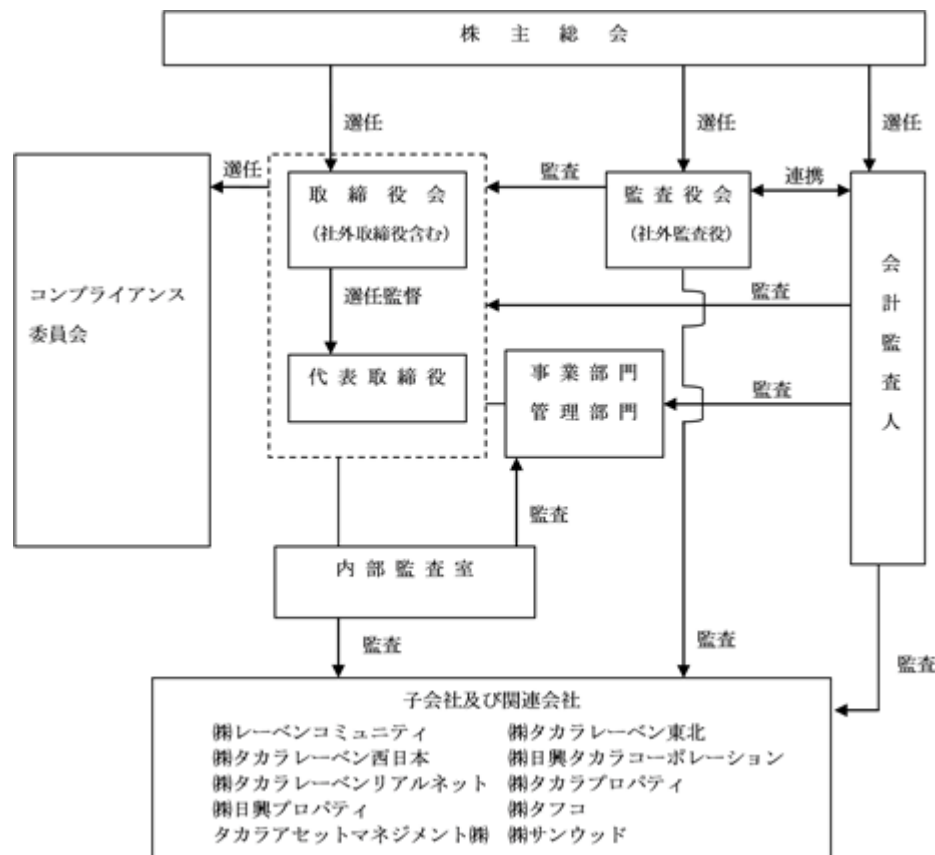 株主総会
選任
選任
選任
選任
監査
連携
取締役会
(社外取締役含む)
監査役会
(社外監査役)
コンプライアンス
委員会
選任監督
監査
会計監査人
代表取締役
事業部門
管理部門
監査
監査
内部監査室
監査
監査
監査
子会社及び関連会社
㈱レーベンコミュニティ ㈱タカラレーベン東北
㈱タカラレーベン西日本 ㈱日興タカラコーポレーション
㈱タカラレーベンリアルネット ㈱タカラプロパティ
㈱日興プロパティ ㈱タフコ
タカラアセットマネジメント㈱ ㈱サンウッド